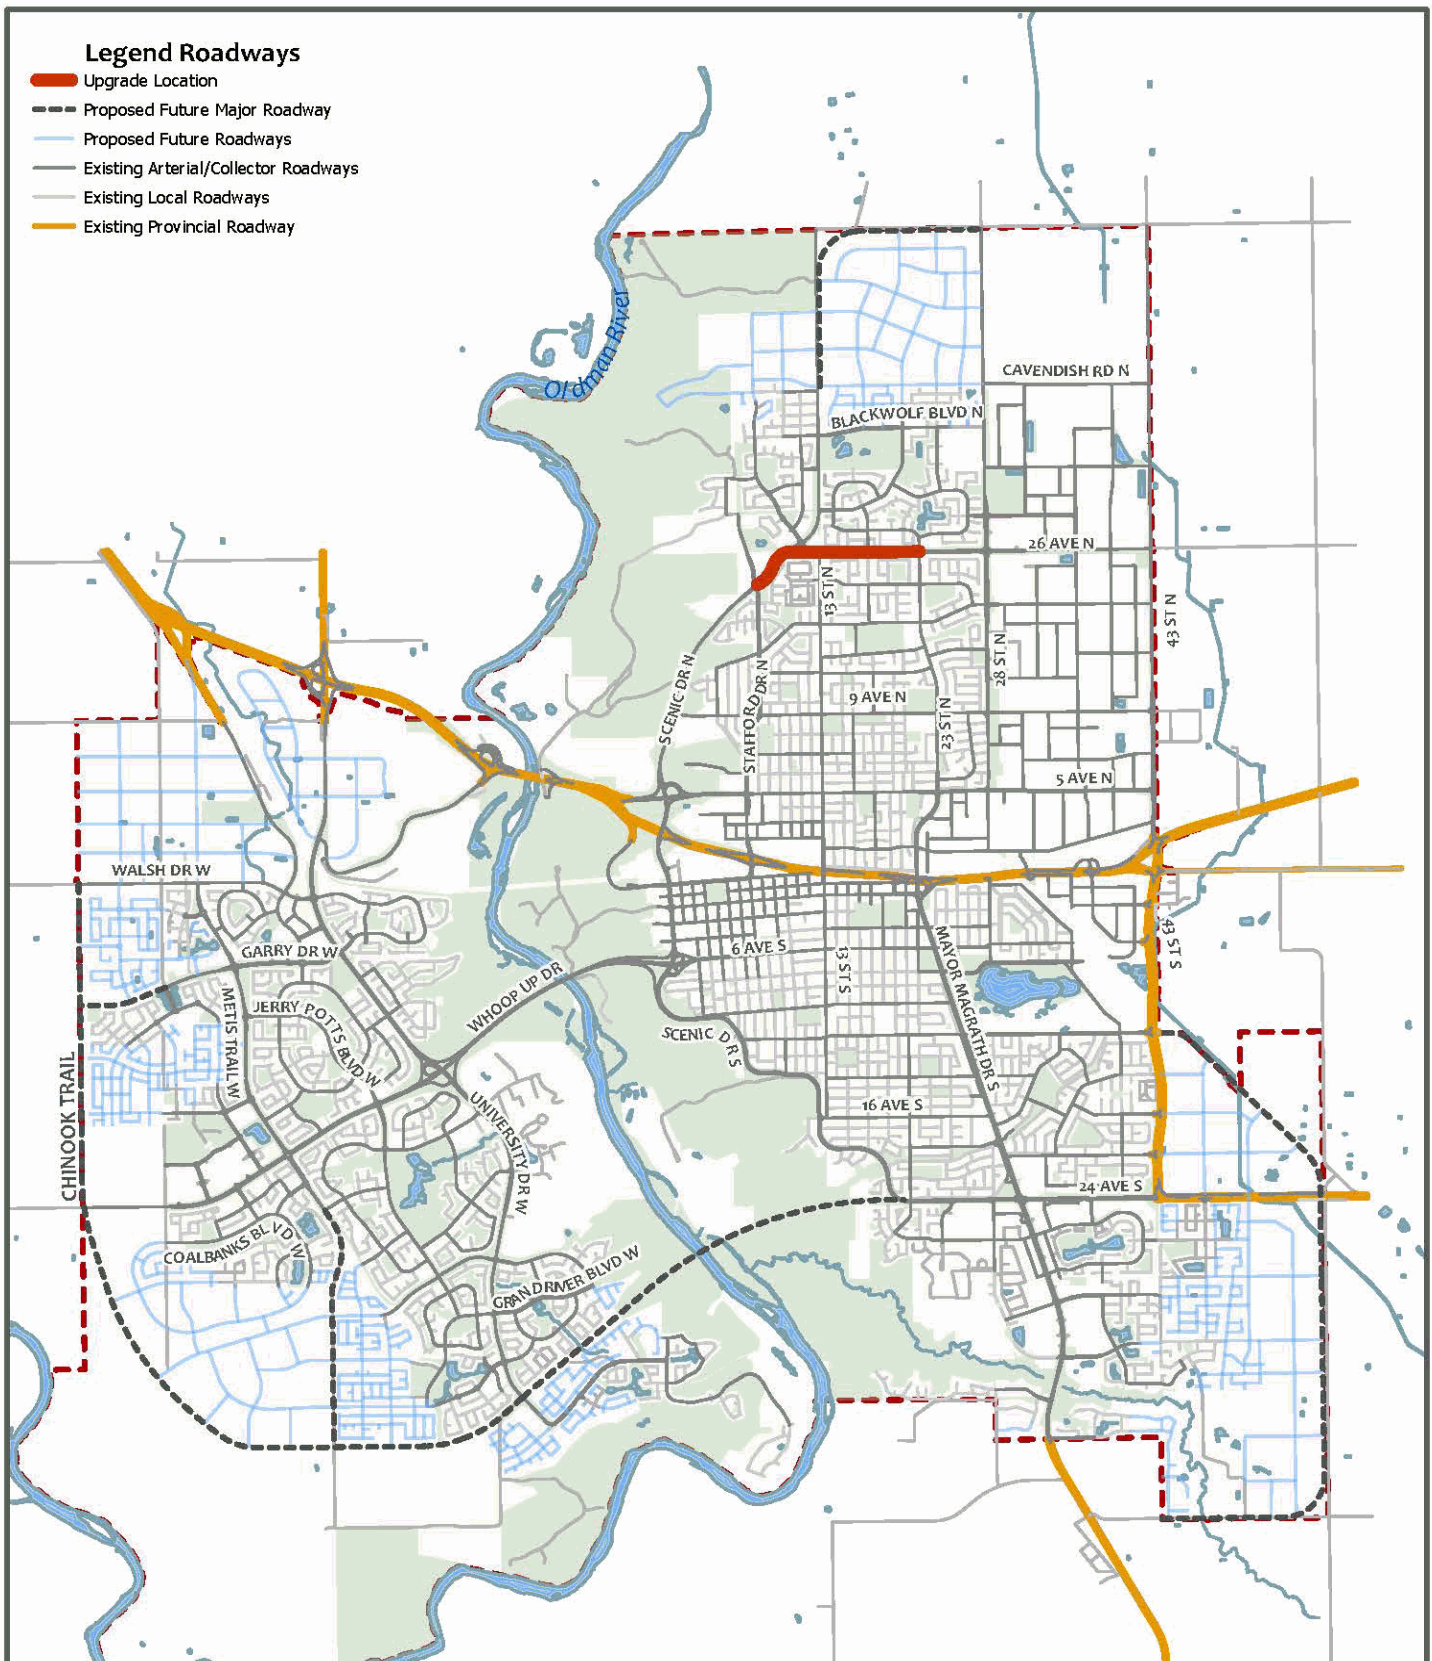 Legend Roadways
Upgrade Location
Proposed Future Major Roadway
Proposed Future Roadways
Existing Arterial/Collector Roadways
Existing Local Roadways
Existing Provincial Roadway
Oldman River
CAVENDISH RD N
BLACKWOLF BLVD N
26 AVE N
13 ST N
43 ST N
28 ST N
SCENIC DR N
STAFFORD DR N
9 AVE N
23 ST N
5 AVE N
WALSH DR W
GARRY DR W
6 AVE S
13 ST S
MAYOR MAGRATH DR S
43 ST S
WHOOP UP DR
METIS TRAIL W
JERRY POTTS BLVD W
SCENIC DR S
CHINOOK TRAIL
UNIVERSITY DR W
16 AVE S
24 AVE S
COALBANKS BLVD W
GRAND RIVER BLVD W